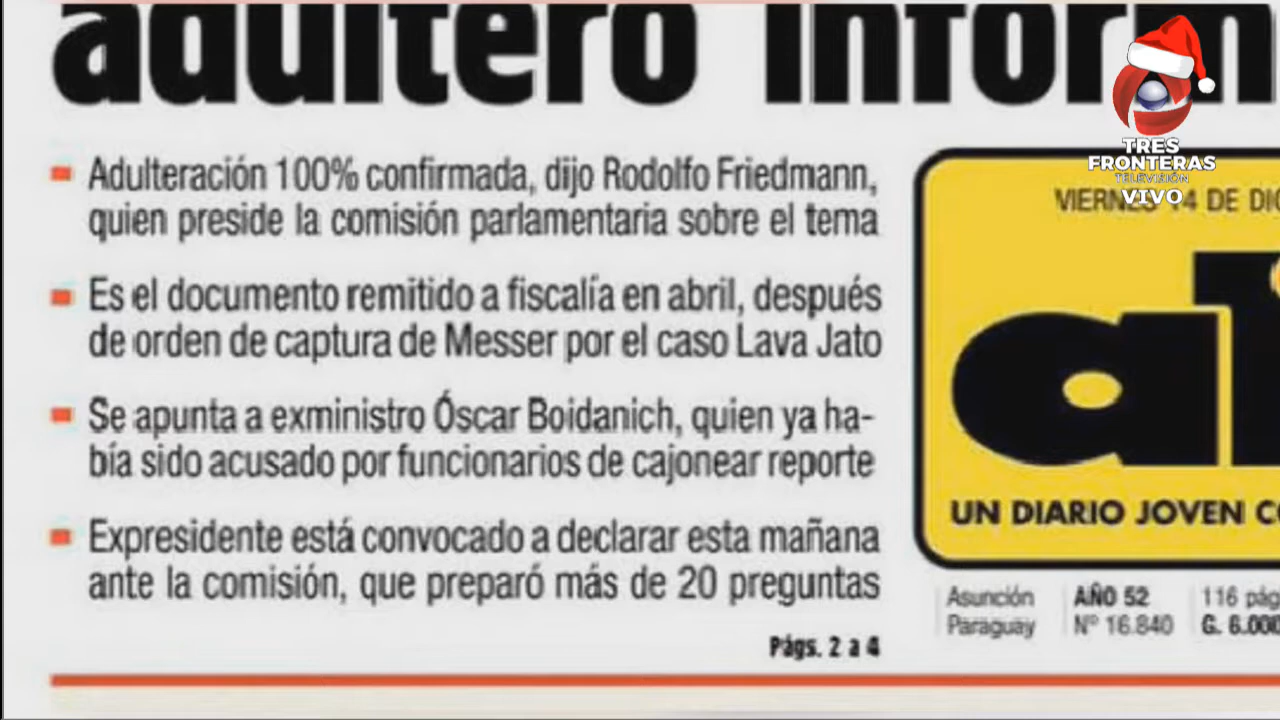 adultero inform
TRES
FRONTERAS
TELEVISIÓN
VIVO
Adulteración 100% confirmada, dijo Rodolfo Friedmann,
quien preside la comisión parlamentaria sobre el tema
Es el documento remitido a fiscalía en abril, después
de orden de captura de Messer por el caso Lava Jato
Se apunta a exministro Óscar Boidanich, quien ya ha-
bía sido acusado por funcionarios de cajonear reporte
Expresidente está convocado a declarar esta mañana
ante la comisión, que preparó más de 20 preguntas
Págs. 2 a 4
VIERNES 14 DE DIC
UN DIARIO JOVEN C
Asunción
Paraguay
AÑO 52
Nº 16.840
116 pág
G. 6.000